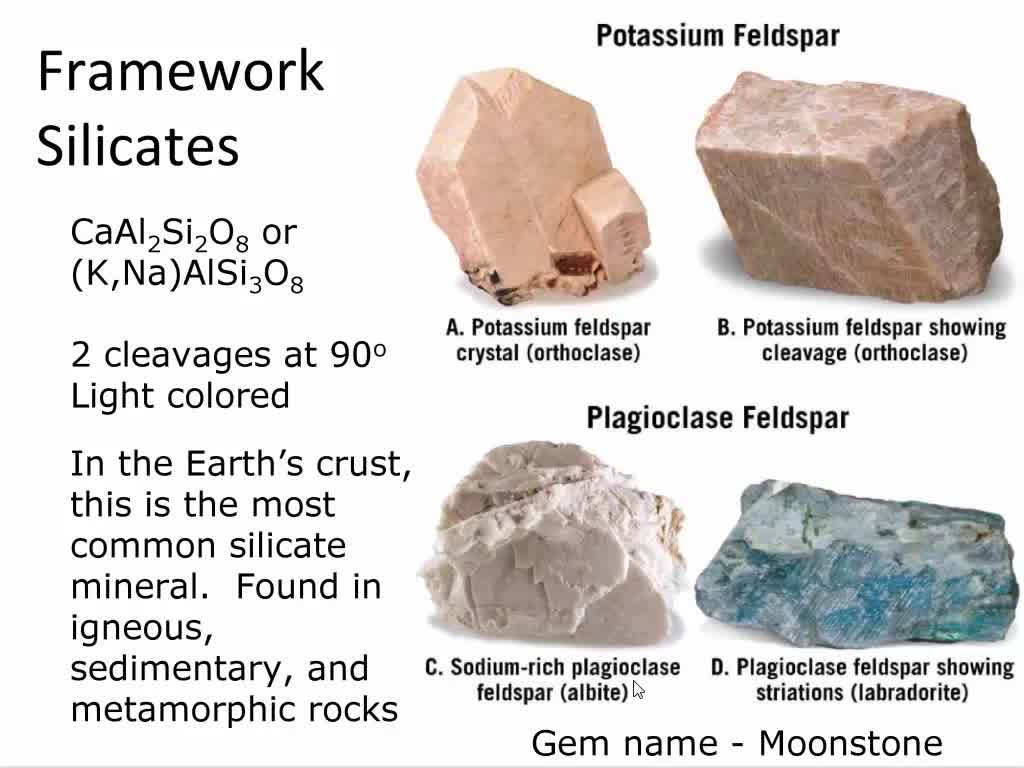 Framework
Silicates
CaAl₂Si₂O₈ or
(K,Na)AlSi₃O₈
2 cleavages at 90º
Light colored
In the Earth’s crust,
this is the most
common silicate
mineral.  Found in
igneous,
sedimentary, and
metamorphic rocks
Potassium Feldspar
A. Potassium feldspar
crystal (orthoclase)
B. Potassium feldspar showing
cleavage (orthoclase)
Plagioclase Feldspar
C. Sodium-rich plagioclase
feldspar (albite)
D. Plagioclase feldspar showing
striations (labradorite)
Gem name - Moonstone